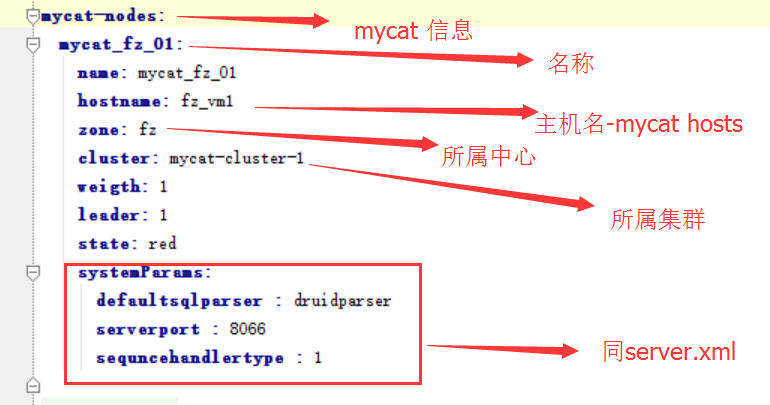 mycat-nodes:
mycat 信息
mycat_fz_01:
名称
name: mycat_fz_01
hostname: fz_vm1
主机名-mycat hosts
zone: fz
所属中心
cluster: mycat-cluster-1
所属集群
weigth: 1
leader: 1
state: red
systemParams:
defaultsqlparser : druidparser
serverport : 8066
同server.xml
sequncehandlertype : 1